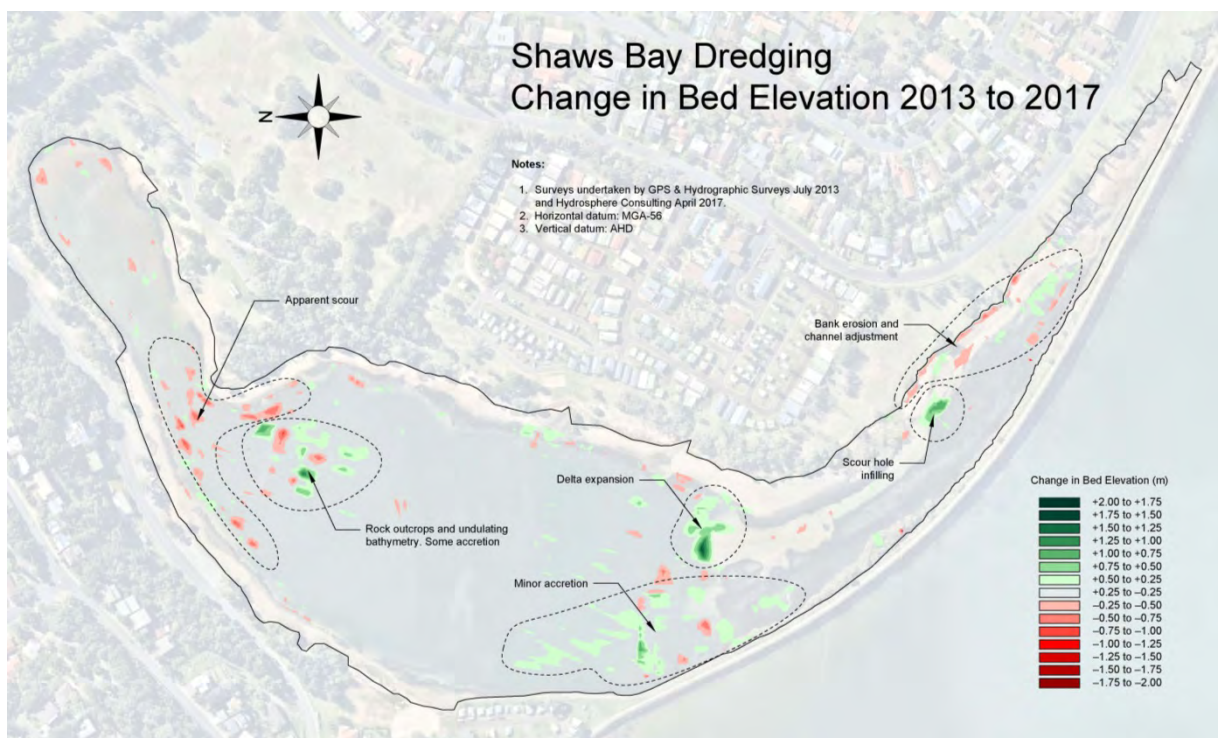 Shaws Bay Dredging
Change in Bed Elevation 2013 to 2017
N
Notes:
1. Surveys undertaken by GPS & Hydrographic Surveys July 2013
and Hydrosphere Consulting April 2017.
2. Horizontal datum: MGA-56
3. Vertical datum: AHD
Apparent scour
Bank erosion and
channel adjustment
Scour hole
infilling
Delta expansion
Rock outcrops and undulating
bathymetry. Some accretion
Minor accretion
Change in Bed Elevation (m)
+2.00 to +1.75
+1.75 to +1.50
+1.50 to +1.25
+1.25 to +1.00
+1.00 to +0.75
+0.75 to +0.50
+0.50 to +0.25
+0.25 to –0.25
–0.25 to –0.50
–0.50 to –0.75
–0.75 to –1.00
–1.00 to –1.25
–1.25 to –1.50
–1.50 to –1.75
–1.75 to –2.00